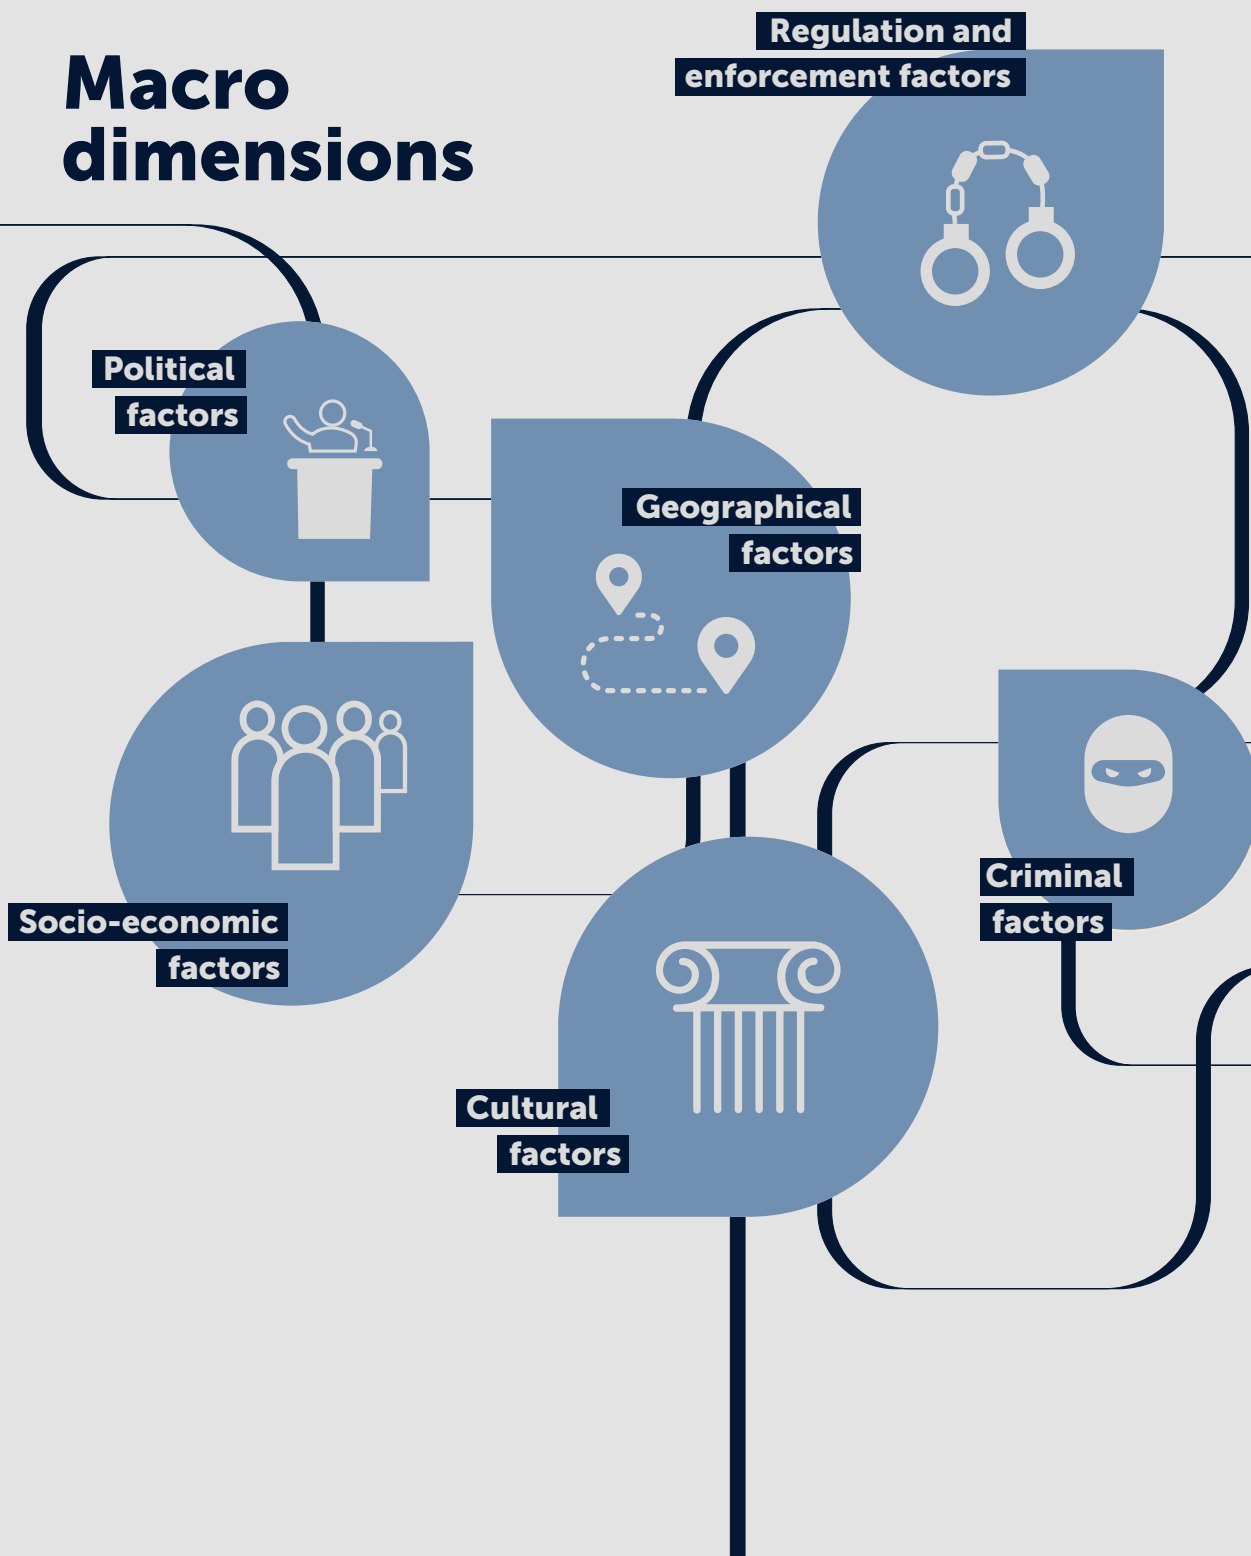 Macro
dimensions
Regulation and
enforcement factors
Political
factors
Geographical
factors
Socio-economic
factors
Criminal
factors
Cultural
factors